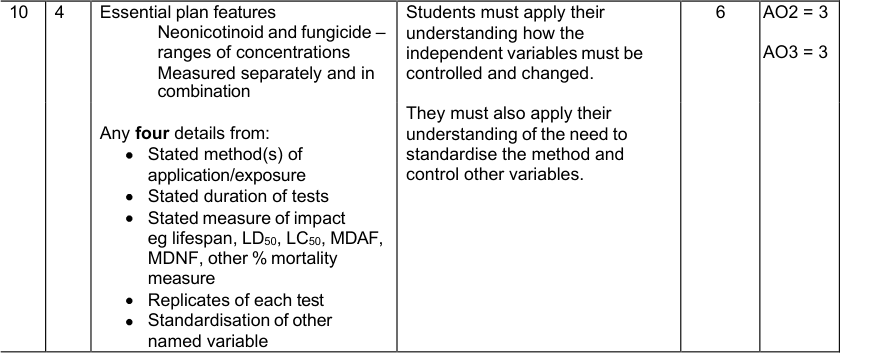 10 4 Essential plan features
Neonicotinoid and fungicide –
ranges of concentrations
Measured separately and in
combination
Any four details from:
• Stated method(s) of
application/exposure
• Stated duration of tests
• Stated measure of impact
eg lifespan, LD50, LC50, MDAF,
MDNF, other % mortality
measure
• Replicates of each test
• Standardisation of other
named variable
Students must apply their
understanding how the
independent variables must be
controlled and changed.
They must also apply their
understanding of the need to
standardise the method and
control other variables.
6
AO2 = 3
AO3 = 3